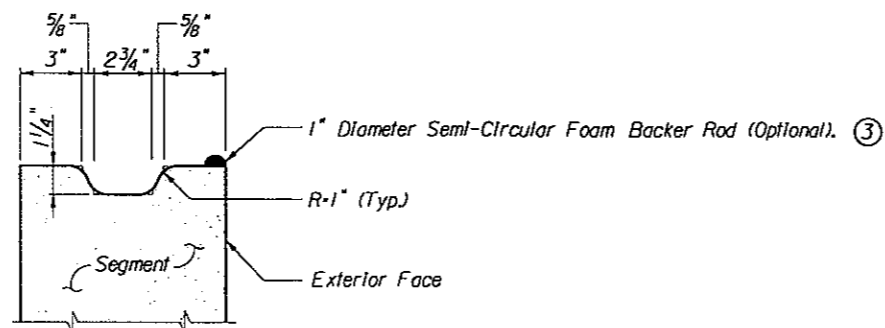 5/8" 5/8"
3" 2 3/4" 3"
1 1/4"
1" Diameter Semi-Circular Foam Backer Rod (Optional). ③
R=1" (Typ.)
Segment
Exterior Face